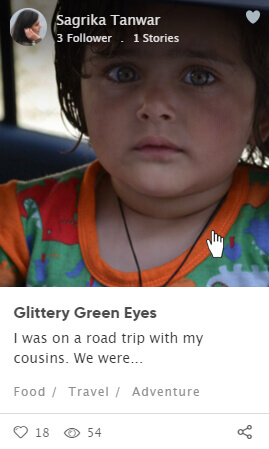 Sagrika Tanwar
3 Follower . 1 Stories
Glittery Green Eyes
I was on a road trip with my
cousins. We were...
Food / Travel / Adventure
18 54